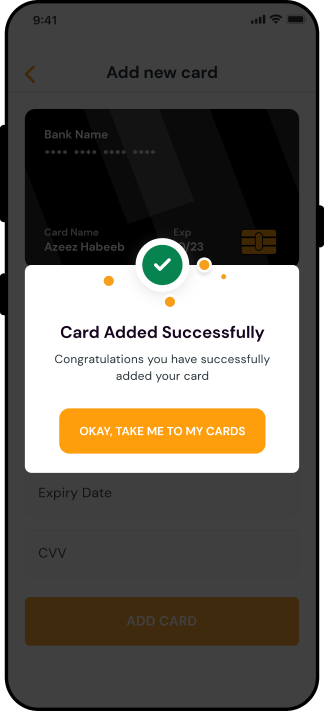 9:41
Add new card
Bank Name
•••• •••• •••• ••••
Card Name
Exp
Azeez Habeeb
0/23
Card Added Successfully
Congratulations you have successfully
added your card
OKAY, TAKE ME TO MY CARDS
Expiry Date
CVV
ADD CARD